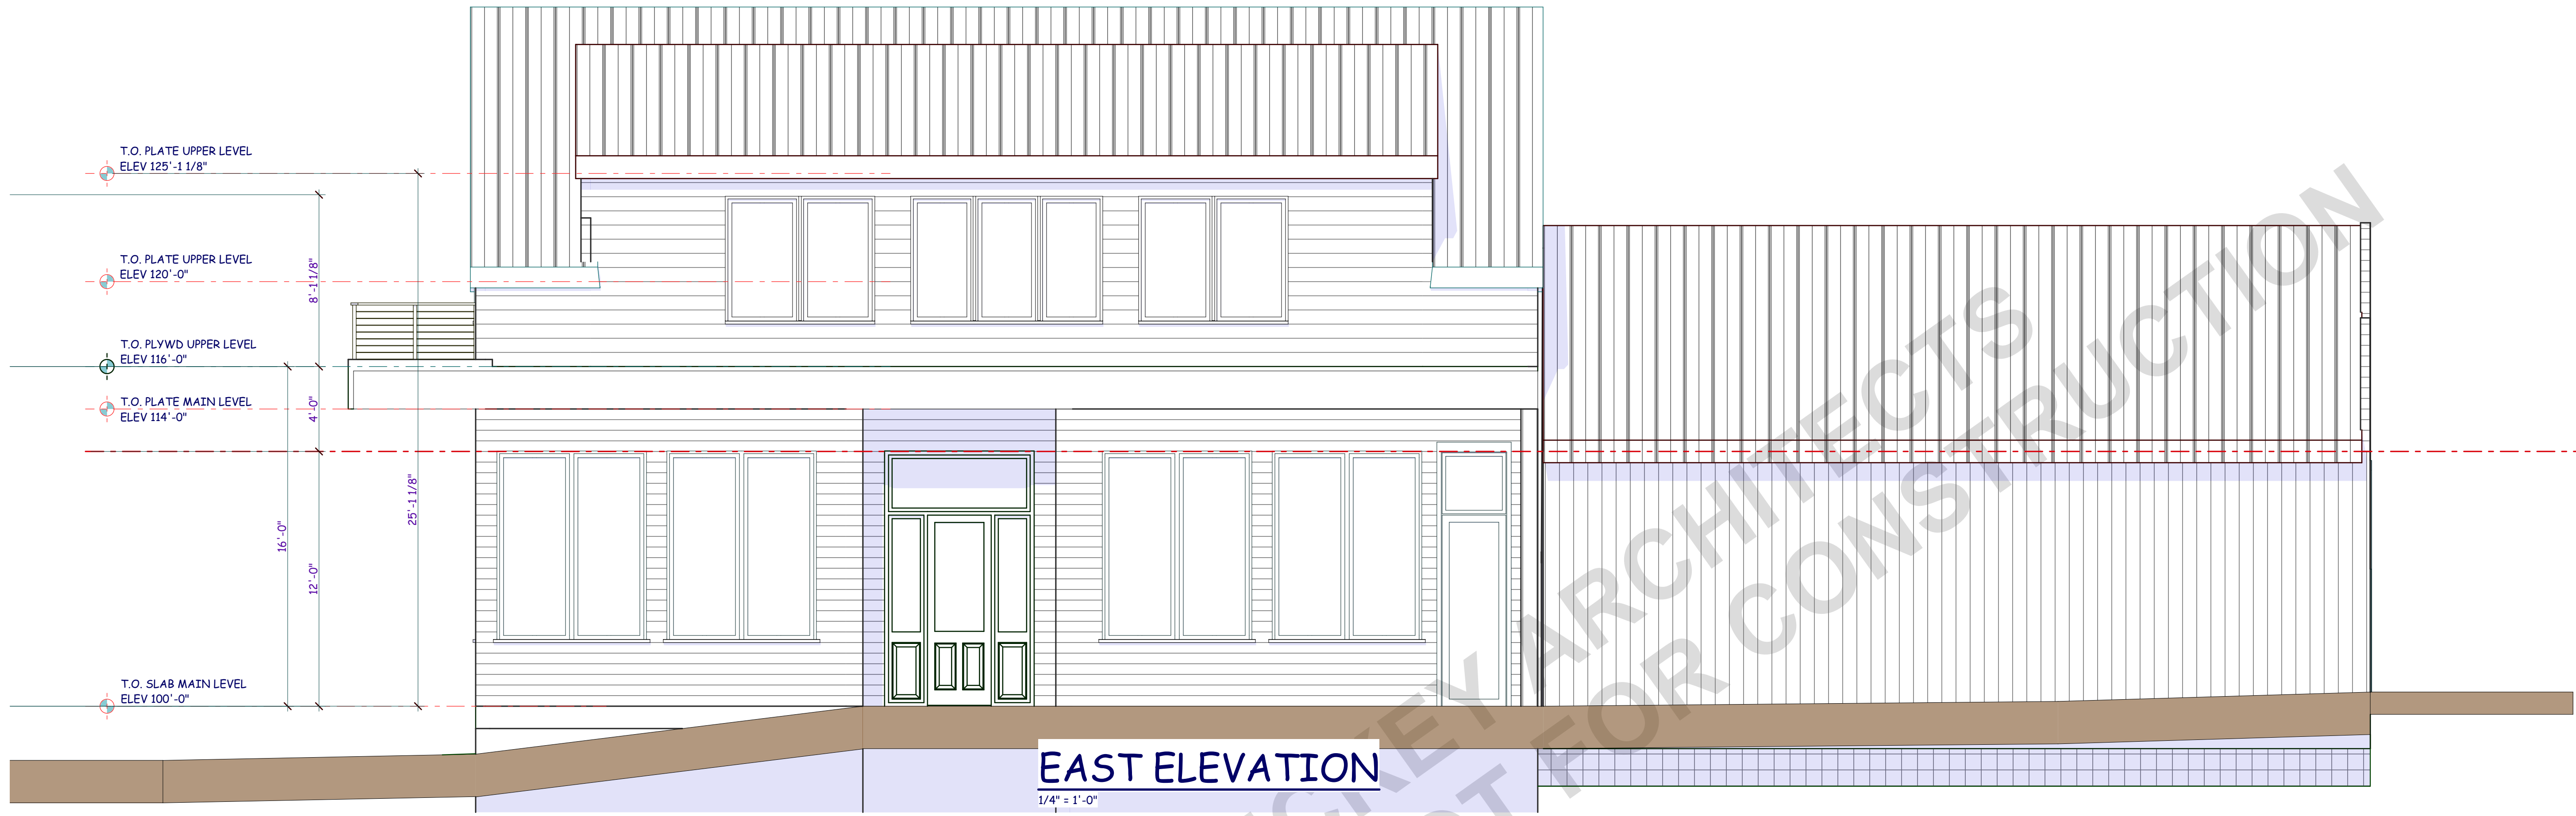 T.O. PLATE UPPER LEVEL
ELEV 125'-1 1/8"
T.O. PLATE UPPER LEVEL
ELEV 120'-0"
8'-1 1/8"
T.O. PLYWD UPPER LEVEL
ELEV 116'-0"
T.O. PLATE MAIN LEVEL
ELEV 114'-0"
4'-0"
25'-1 1/8"
16'-0"
12'-0"
T.O. SLAB MAIN LEVEL
ELEV 100'-0"
EAST ELEVATION
1/4" = 1'-0"
ARCHITECTS
FOR CONSTRUCTION